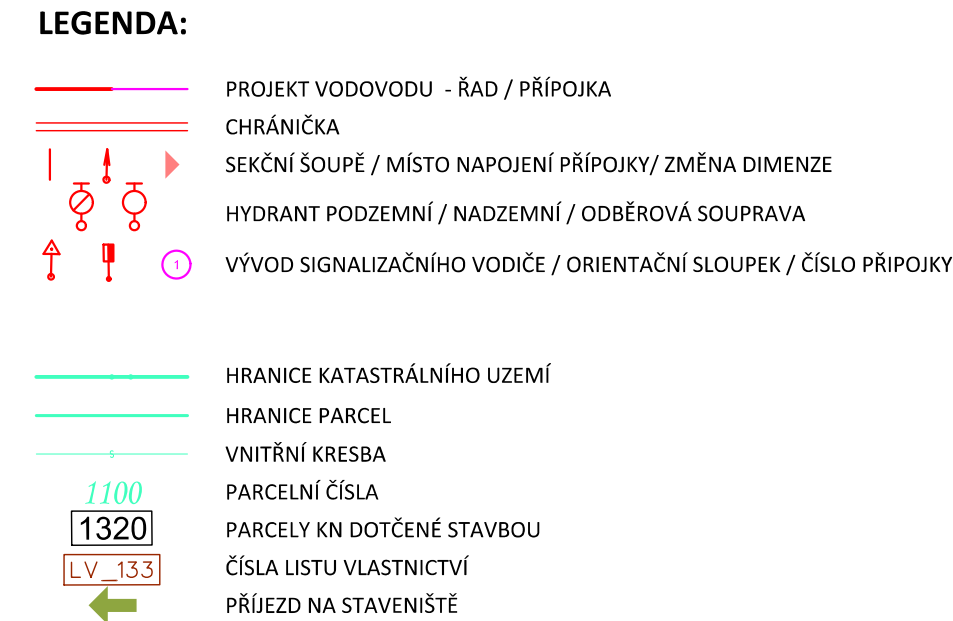 LEGENDA:
PROJEKT VODOVODU - ŘAD / PŘÍPOJKA
CHRÁNIČKA
SEKČNÍ ŠOUPĚ / MÍSTO NAPOJENÍ PŘÍPOJKY/ ZMĚNA DIMENZE
HYDRANT PODZEMNÍ / NADZEMNÍ / ODBĚROVÁ SOUPRAVA
1 VÝVOD SIGNALIZAČNÍHO VODIČE / ORIENTAČNÍ SLOUPEK / ČÍSLO PŘIPOJKY
HRANICE KATASTRÁLNÍHO UZEMÍ
HRANICE PARCEL
VNITŘNÍ KRESBA
1100 PARCELNÍ ČÍSLA
1320 PARCELY KN DOTČENÉ STAVBOU
LV_133 ČÍSLA LISTU VLASTNICTVÍ
PŘÍJEZD NA STAVENIŠTĚ